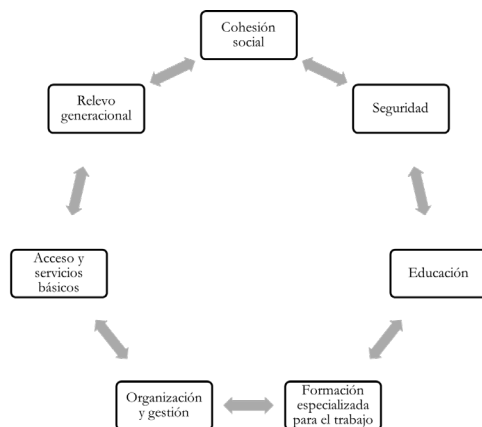 Cohesión
social
Relevo
generacional
Seguridad
Acceso y
servicios
básicos
Educación
Organización
y gestión
Formación
especializada
para el trabajo